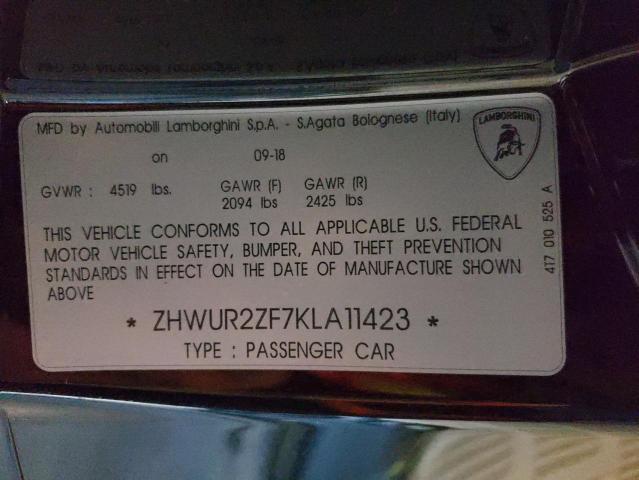 MFD by Automobili Lamborghini S.p.A. - S.Agata Bolognese (Italy)
LAMBORGHINI
on 09-18
GVWR : 4519 lbs. GAWR (F) GAWR (R)
2094 lbs 2425 lbs
THIS VEHICLE CONFORMS TO ALL APPLICABLE U.S. FEDERAL
MOTOR VEHICLE SAFETY, BUMPER, AND THEFT PREVENTION
STANDARDS IN EFFECT ON THE DATE OF MANUFACTURE SHOWN
ABOVE
* ZHWUR2ZF7KLA11423 *
TYPE : PASSENGER CAR
4T7 010 525 A